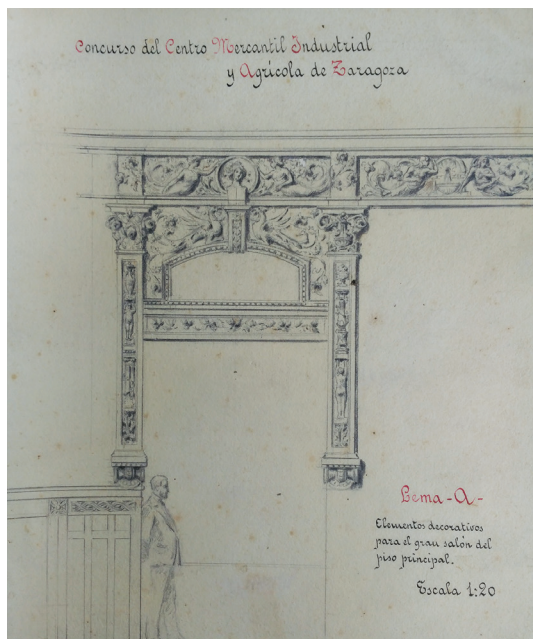 Concurso del Centro Mercantil Industrial
y Agrícola de Zaragoza
Lema-A-
Elementos decorativos
para el gran salón del
piso principal.
Escala 1:20